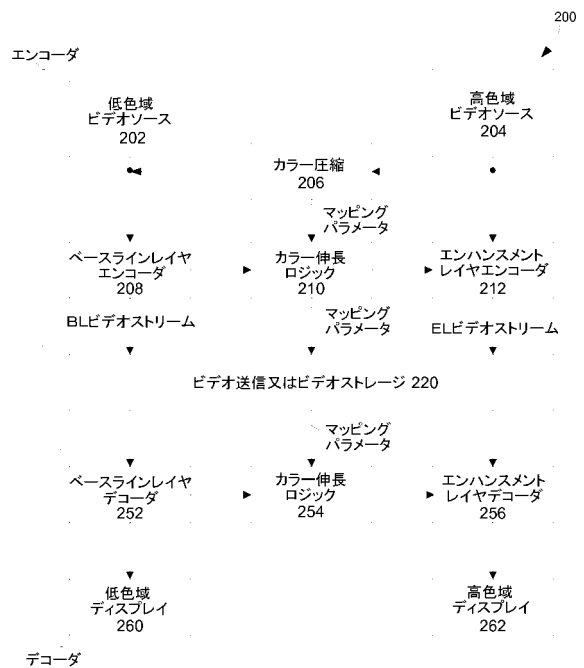 200
エンコーダ
低色域
ビデオソース
202
高色域
ビデオソース
204
カラー圧縮
206
マッピング
パラメータ
ベースラインレイヤ
エンコーダ
208
カラー伸長
ロジック
210
エンハンスメント
レイヤエンコーダ
212
BLビデオストリーム
マッピング
パラメータ
ELビデオストリーム
ビデオ送信又はビデオストレージ 220
マッピング
パラメータ
ベースラインレイヤ
デコーダ
252
カラー伸長
ロジック
254
エンハンスメント
レイヤデコーダ
256
低色域
ディスプレイ
260
高色域
ディスプレイ
262
デコーダ